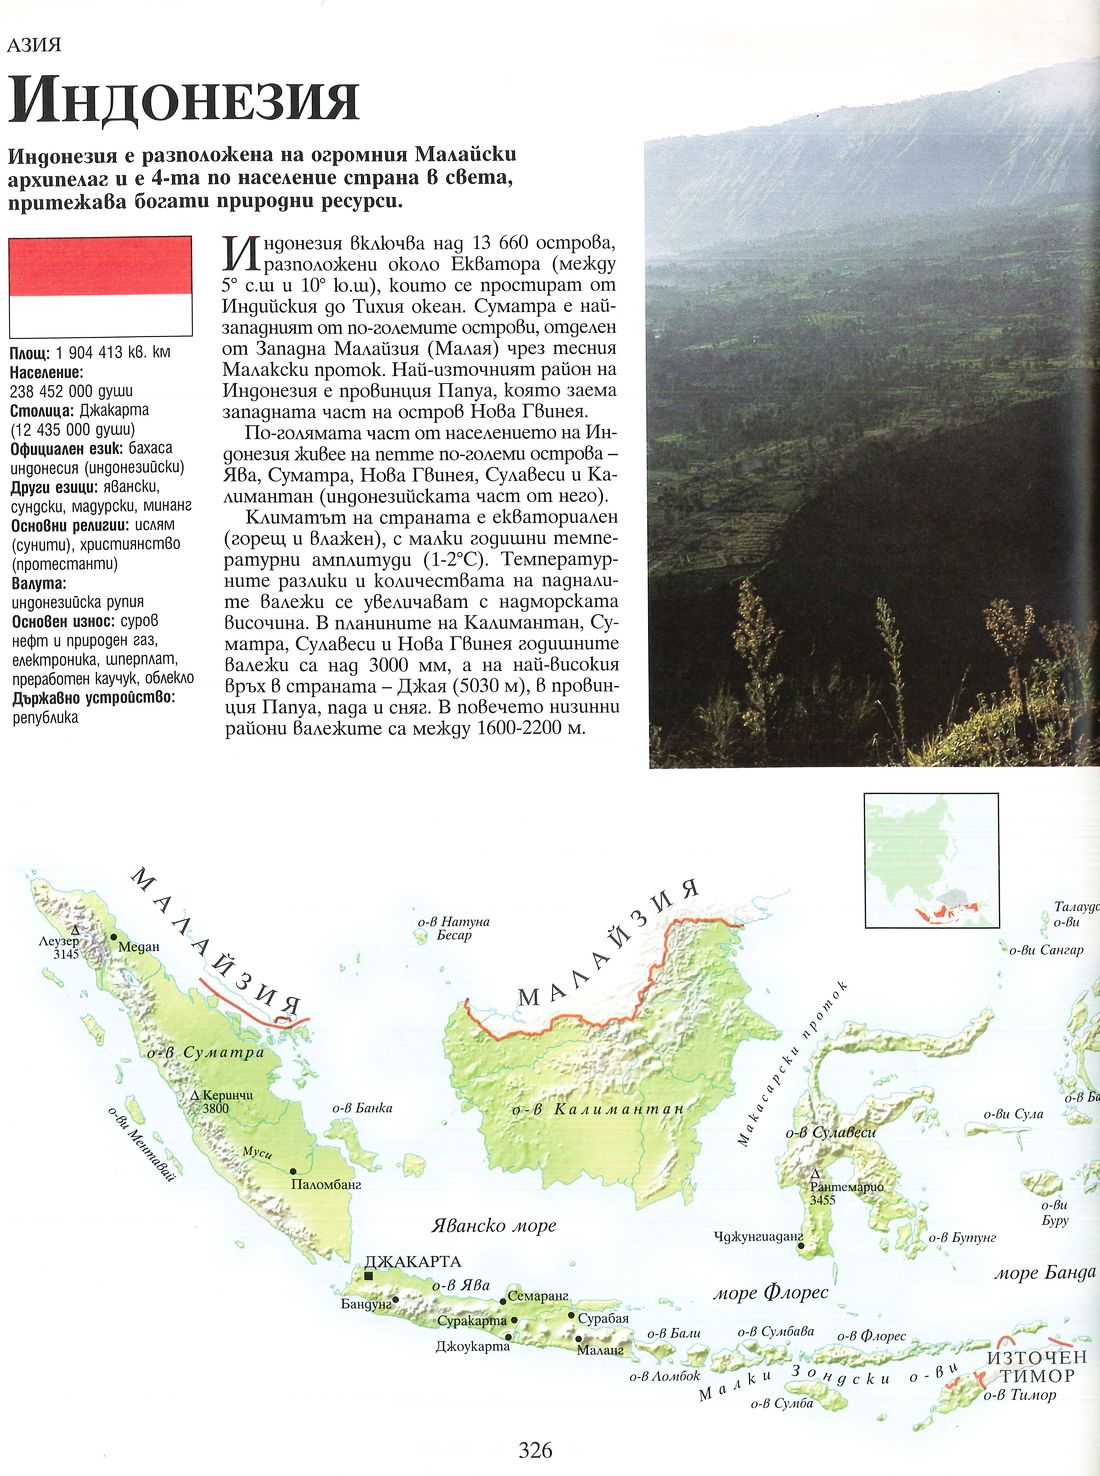 АЗИЯ
Индонезия
Индонезия е разположена на огромния Малайски
архипелаг и е 4-та по население страна в света,
притежава богати природни ресурси.
Площ: 1 904 413 кв. км
Население:
238 452 000 души
Столица: Джакарта
(12 435 000 души)
Официален език: бахаса
индонесия (индонезийски)
Други езици: явански,
сундски, мадурски, минанг
Основни религии: ислям
(сунити), християнство
(протестанти)
Валута:
индонезийска рупия
Основен износ: суров
нефт и природен газ,
електроника, шперплат,
преработен каучук, облекло
Държавно устройство:
република
Индонезия включва над 13 660 острова,
разположени около Екватора (между
5° с.ш и 10° ю.ш), които се простират от
Индийския до Тихия океан. Суматра е най-
западният от по-големите острови, отделен
от Западна Малайзия (Малая) чрез тесния
Малакски проток. Най-източният район на
Индонезия е провинция Папуа, която заема
западната част на остров Нова Гвинея.
По-голямата част от населението на Ин-
донезия живее на петте по-големи острова –
Ява, Суматра, Нова Гвинея, Сулавеси и Ка-
лимантан (индонезийската част от него).
Климатът на страната е екваториален
(горещ и влажен), с малки годишни темпе-
ратурни амплитуди (1-2°C). Температур-
ните разлики и количествата на паднали-
те валежи се увеличават с надморската
височина. В планините на Калимантан, Су-
матра, Сулавеси и Нова Гвинея годишните
валежи са над 3000 мм, а на най-високия
връх в страната – Джая (5030 м), в провин-
ция Папуа, пада и сняг. В повечето низинни
райони валежите са между 1600-2200 м.
МАЛАЙЗИЯ
Леузер
3145
Медан
о-в Суматра
Керинчи
3800
о-ви Ментавай
Муси
Паломбанг
о-в Банка
о-в Натуна
Бесар
МАЛАЙЗИЯ
о-в Калимантан
Макасарски проток
Талаудс
о-ви
о-ви Сангар
о-в Ба
о-ви Сула
о-в Сулавеси
Рантемарио
3455
о-ви
Буру
Чджунгиаданг
о-в Бутунг
Яванско море
море Банда
море Флорес
ДЖАКАРТА
о-в Ява
Бандунг
Семаранг
Суракарта
Сурабая
Джоукарта
Маланг
о-в Бали
о-в Сумбава
о-в Флорес
о-в Ломбок
Малки Зондски о-ви
о-в Сумба
ИЗТОЧЕН
ТИМОР
о-в Тимор
326